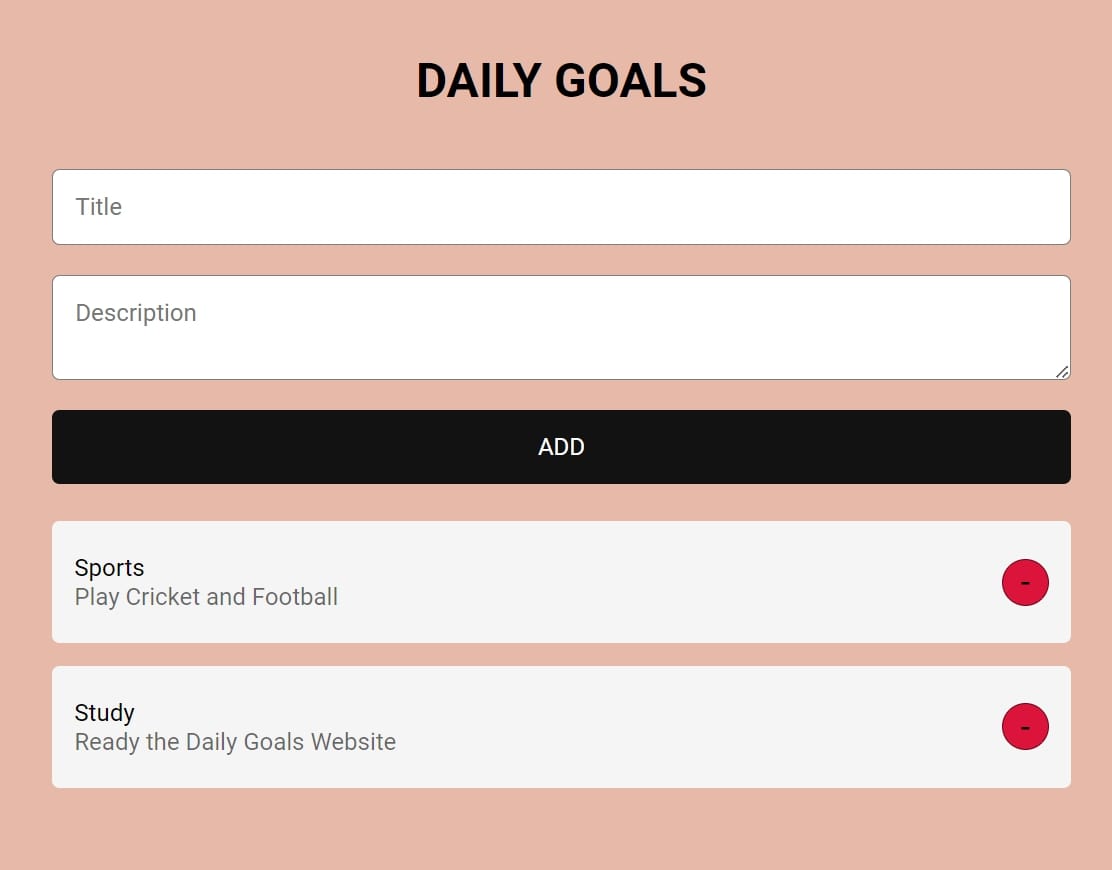 DAILY GOALS
Title
Description
ADD
Sports
Play Cricket and Football
-
Study
Ready the Daily Goals Website
-